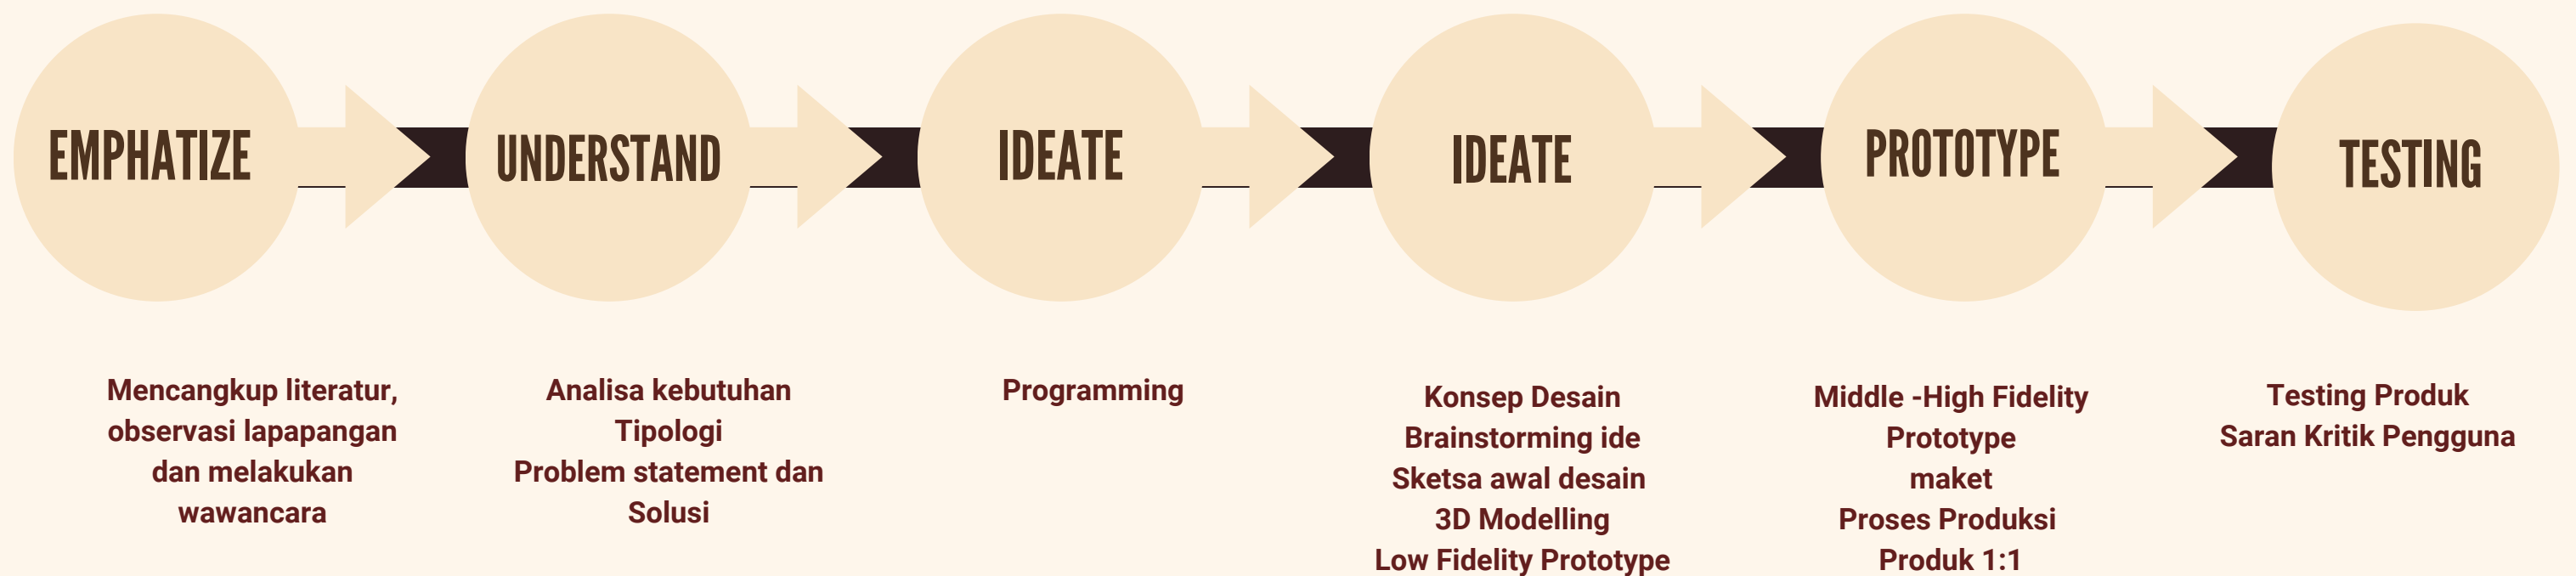 EMPHATIZE
UNDERSTAND
IDEATE
IDEATE
PROTOTYPE
TESTING
Mencangkup literatur,
observasi lapapangan
dan melakukan
wawancara
Analisa kebutuhan
Tipologi
Problem statement dan
Solusi
Programming
Konsep Desain
Brainstorming ide
Sketsa awal desain
3D Modelling
Low Fidelity Prototype
Middle -High Fidelity
Prototype
maket
Proses Produksi
Produk 1:1
Testing Produk
Saran Kritik Pengguna